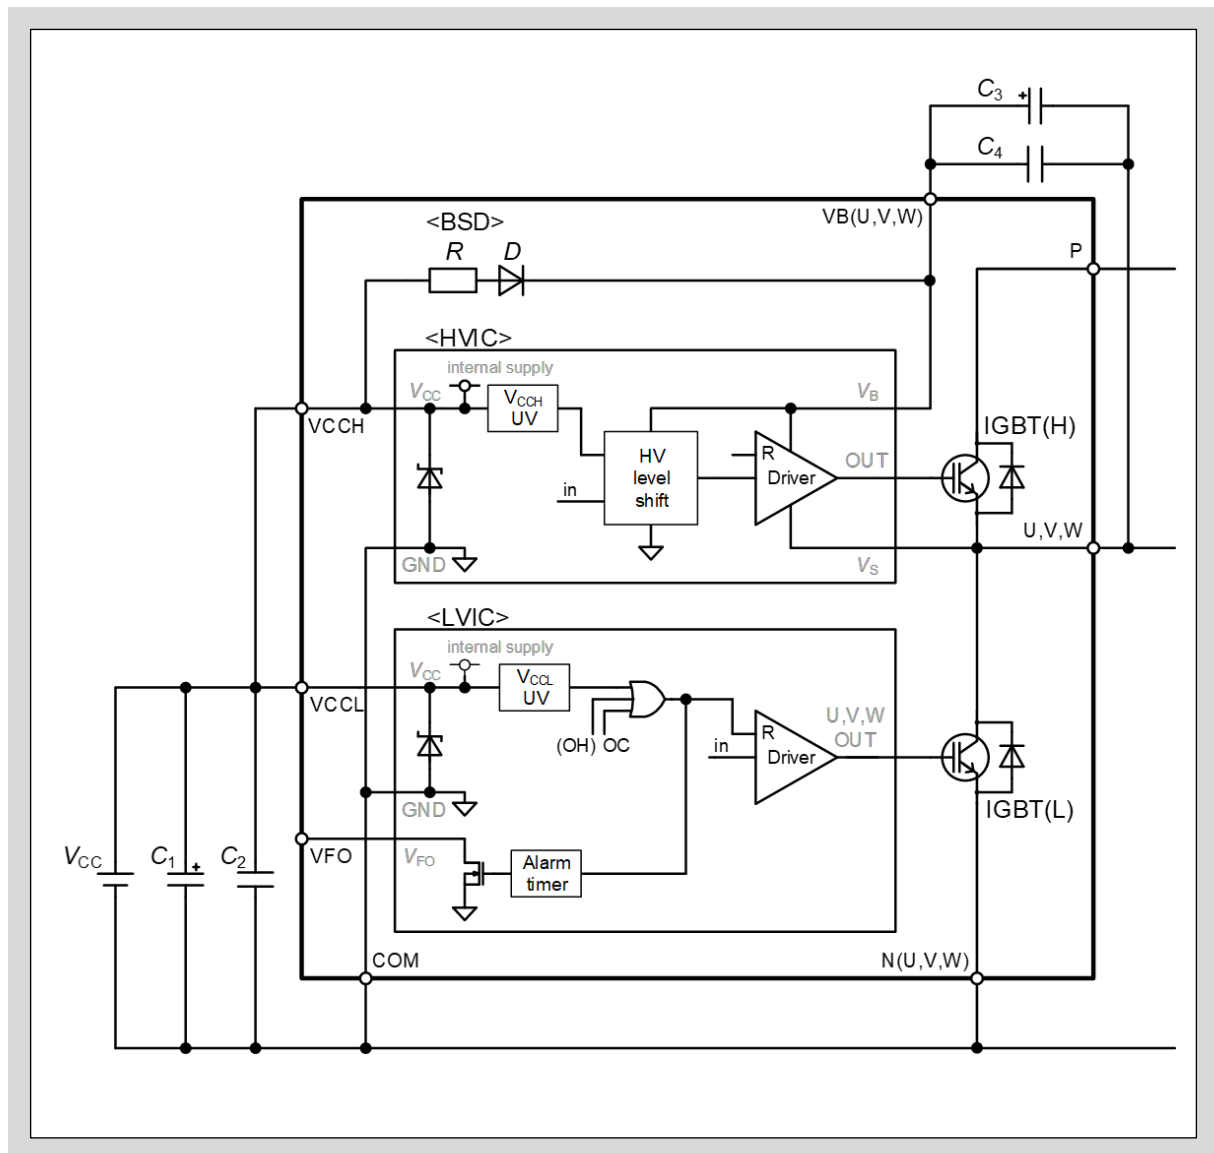 C3 +
C4
VB(U,V,W)
<BSD>
R D
P
<HVIC>
internal supply
VCC
VCCH
UV
VB
VCCH
IGBT(H)
HV
level
shift
R
Driver
OUT
in
U,V,W
GND
VS
<LVIC>
internal supply
VCC
VCCL
UV
VCCL
(OH) OC
U,V,W
OUT
R
Driver
in
GND
IGBT(L)
VCC
C1 +
C2
VFO
VFO
Alarm
timer
COM
N(U,V,W)